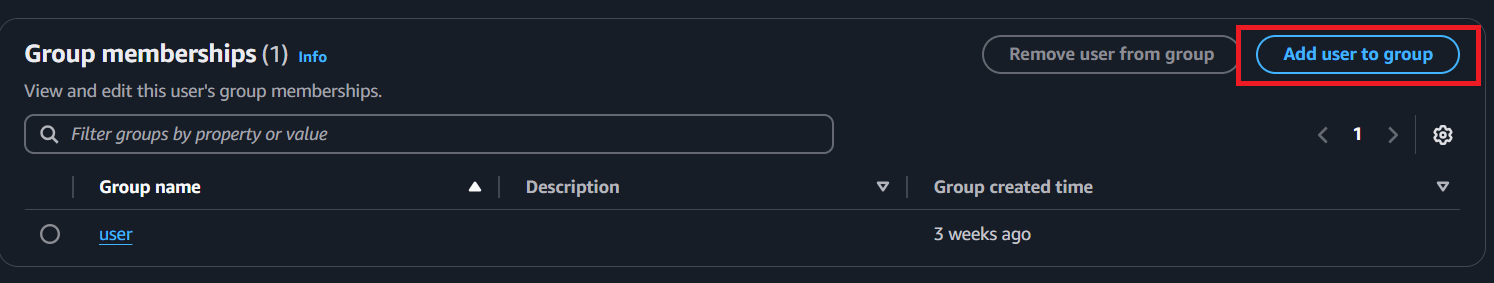 Group memberships (1) Info
Remove user from group
Add user to group
View and edit this user's group memberships.
Filter groups by property or value
1
Group name Description Group created time
user 3 weeks ago